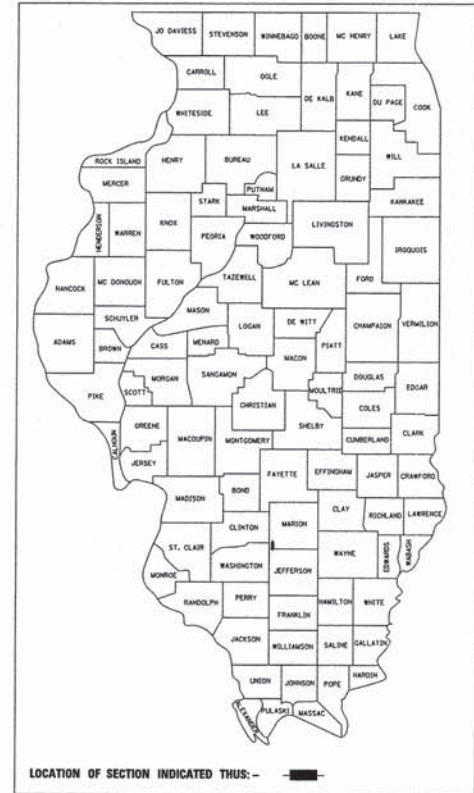 JO DAVIESS STEVENSON WINNEBAGO BOONE MC HENRY LAKE
CARROLL OGLE DE KALB KANE DU PAGE COOK
WHITESIDE LEE KENDALL WILL
ROCK ISLAND HENRY BUREAU LA SALLE GRUNDY
MERCER PUTNAM KANKAKEE
HENDERSON WARREN KNOX STARK MARSHALL LIVINGSTON
PEORIA WOODFORD IROQUOIS
HANCOCK MC DONOUGH FULTON TAZEWELL MC LEAN FORD
SCHUYLER MASON LOGAN DE WITT CHAMPAIGN VERMILION
ADAMS BROWN CASS MENARD MACON PIATT
PIKE SCOTT MORGAN SANGAMON MOULTRIE DOUGLAS EDGAR
CHRISTIAN COLES
CALHOUN GREENE MACOUPIN MONTGOMERY SHELBY CUMBERLAND CLARK
JERSEY FAYETTE EFFINGHAM JASPER CRAWFORD
MADISON BOND CLAY RICHLAND LAWRENCE
CLINTON MARION
ST. CLAIR WAYNE EDWARDS WABASH
MONROE WASHINGTON JEFFERSON
RANDOLPH PERRY HAMILTON WHITE
FRANKLIN
JACKSON WILLIAMSON SALINE GALLATIN
UNION JOHNSON POPE HARDIN
ALEXANDER PULASKI MASSAC
LOCATION OF SECTION INDICATED THUS: -